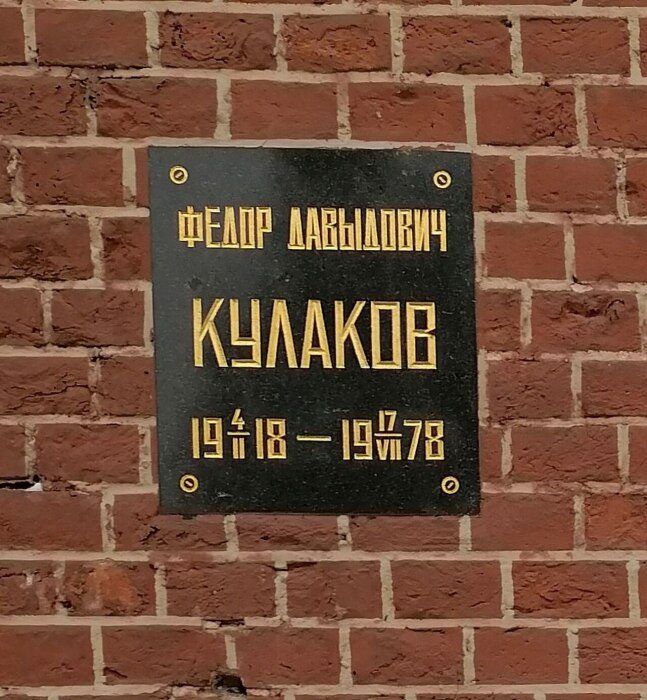 ФЕДОР ДАВЫДОВИЧ
КУЛАКОВ
19 4/II 18 — 19 17/VII 78